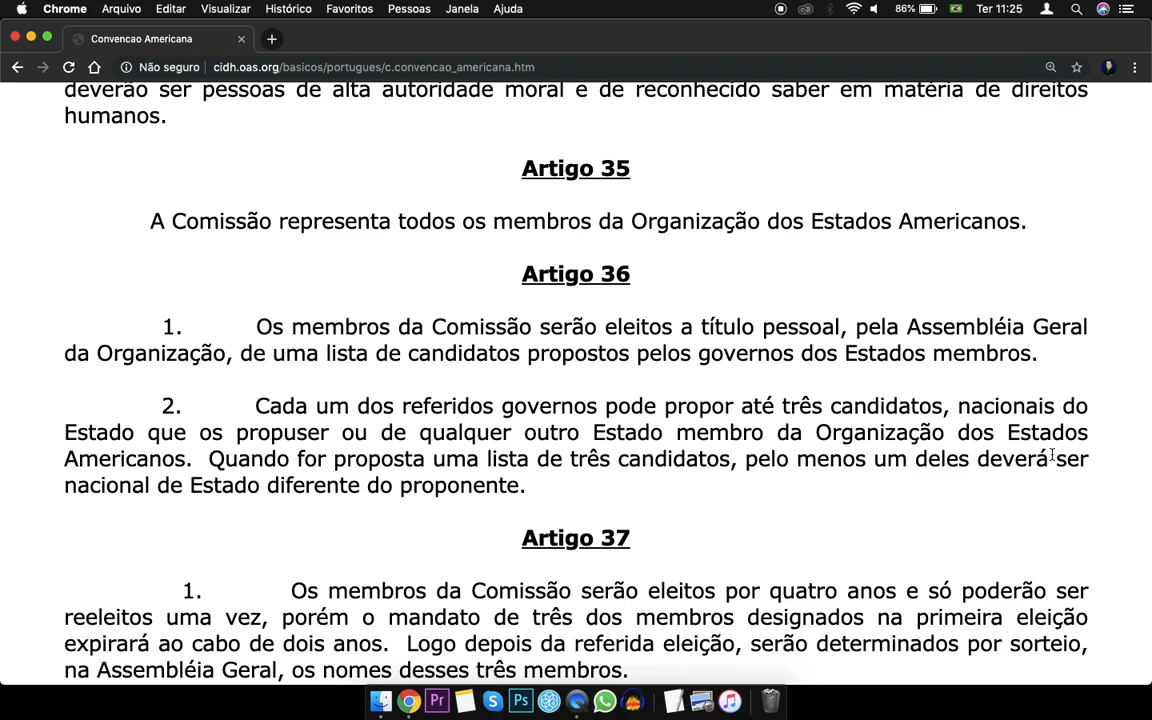 Chrome Arquivo Editar Visualizar Histórico Favoritos Pessoas Janela Ajuda 86% Ter 11:25
Convencao Americana
Não seguro cidh.oas.org/basicos/portugues/c.convencao_americana.htm
deverão ser pessoas de alta autoridade moral e de reconhecido saber em matéria de direitos
humanos.
Artigo 35
A Comissão representa todos os membros da Organização dos Estados Americanos.
Artigo 36
1. Os membros da Comissão serão eleitos a título pessoal, pela Assembléia Geral
da Organização, de uma lista de candidatos propostos pelos governos dos Estados membros.
2. Cada um dos referidos governos pode propor até três candidatos, nacionais do
Estado que os propuser ou de qualquer outro Estado membro da Organização dos Estados
Americanos. Quando for proposta uma lista de três candidatos, pelo menos um deles deverá ser
nacional de Estado diferente do proponente.
Artigo 37
1. Os membros da Comissão serão eleitos por quatro anos e só poderão ser
reeleitos uma vez, porém o mandato de três dos membros designados na primeira eleição
expirará ao cabo de dois anos. Logo depois da referida eleição, serão determinados por sorteio,
na Assembléia Geral, os nomes desses três membros.
Pr Ps